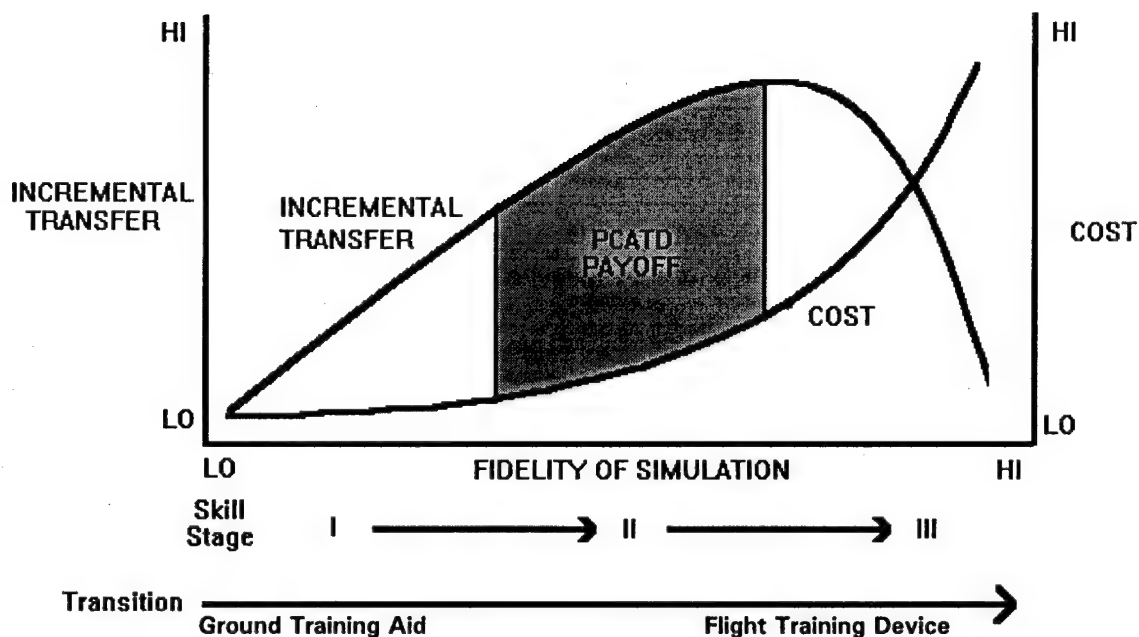 HI
HI
INCREMENTAL
TRANSFER
INCREMENTAL
TRANSFER
PCATD
PAYOFF
COST
COST
LO
LO
LO
FIDELITY OF SIMULATION
HI
Skill
Stage
I
II
III
Transition
Ground Training Aid
Flight Training Device